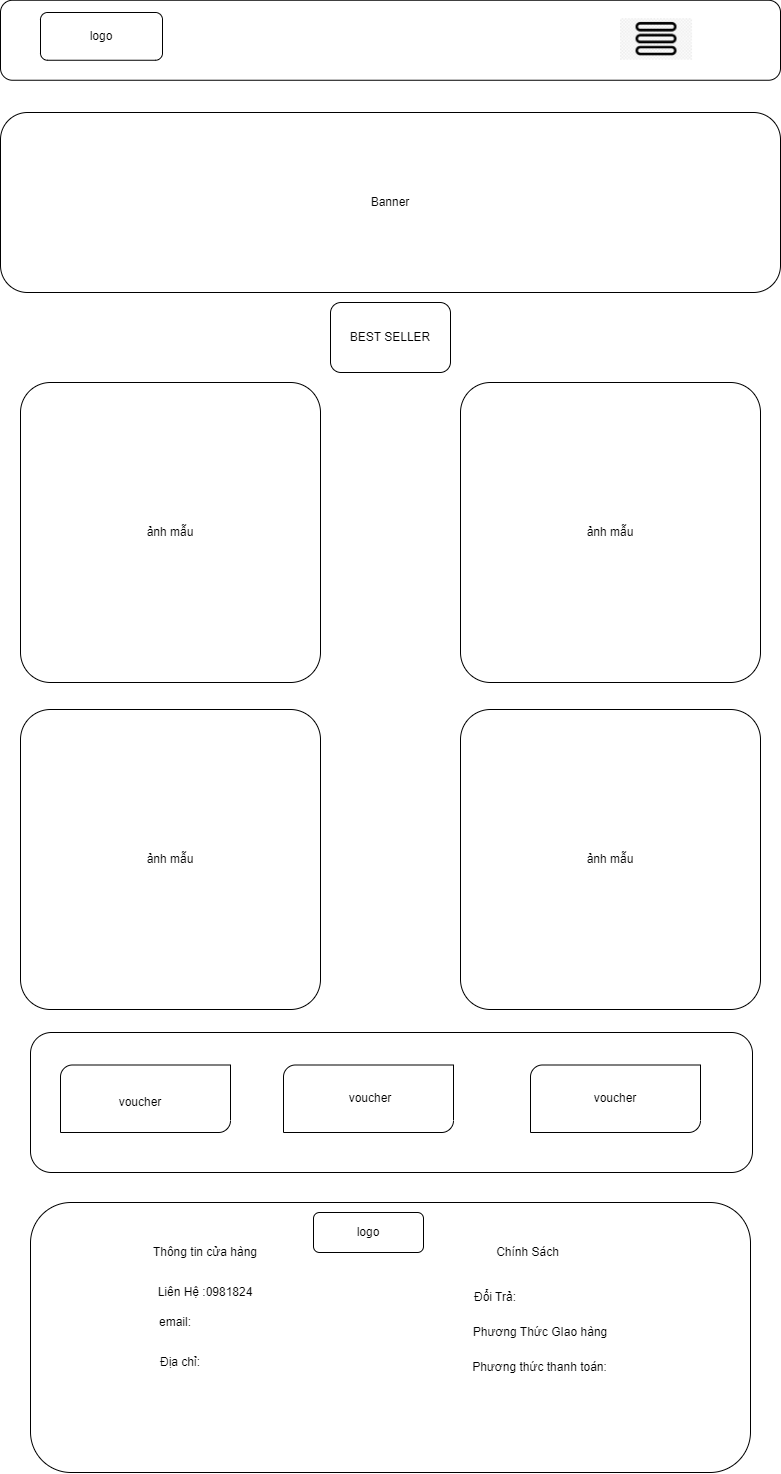 logo
Banner
BEST SELLER
ảnh mẫu
ảnh mẫu
ảnh mẫu
ảnh mẫu
voucher
voucher
voucher
logo
Thông tin cửa hàng
Liên Hệ :0981824
email:
Địa chỉ:
Chính Sách
Đổi Trả:
Phương Thức GIao hàng
Phương thức thanh toán: